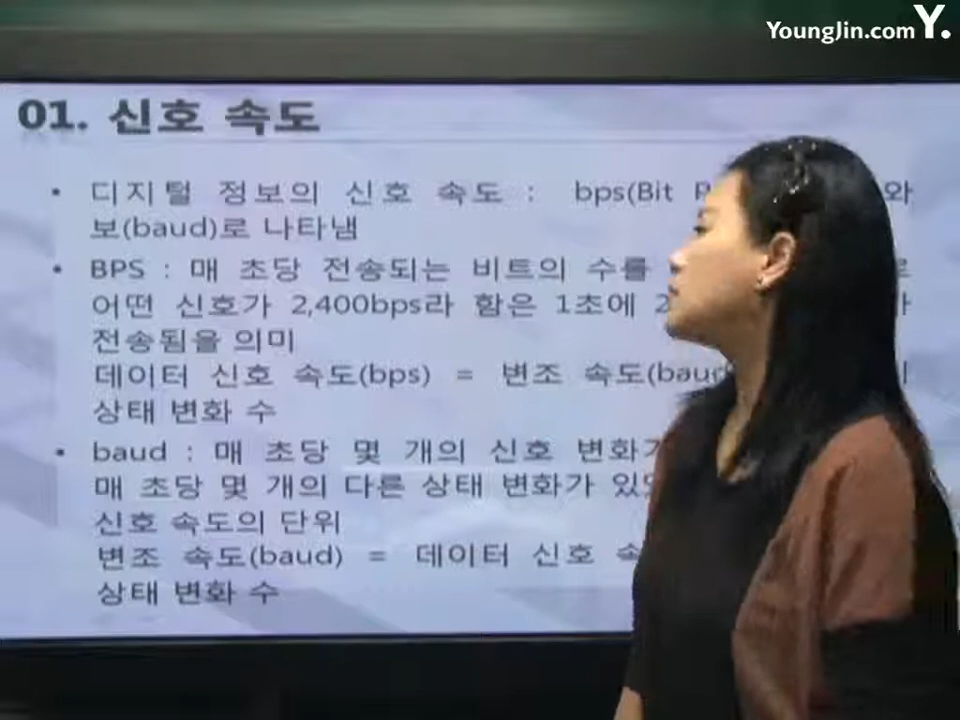 YoungJin.com Y.
01. 신호 속도
• 디지털 정보의 신호 속도 : bps(Bit 와
보(baud)로 나타냄
• BPS : 매 초당 전송되는 비트의 수를
어떤 신호가 2,400bps라 함은 1초에
전송됨을 의미
데이터 신호 속도(bps) = 변조 속도(baud
상태 변화 수
• baud : 매 초당 몇 개의 신호 변화가
매 초당 몇 개의 다른 상태 변화가
신호 속도의 단위
변조 속도(baud) = 데이터 신호
상태 변화 수